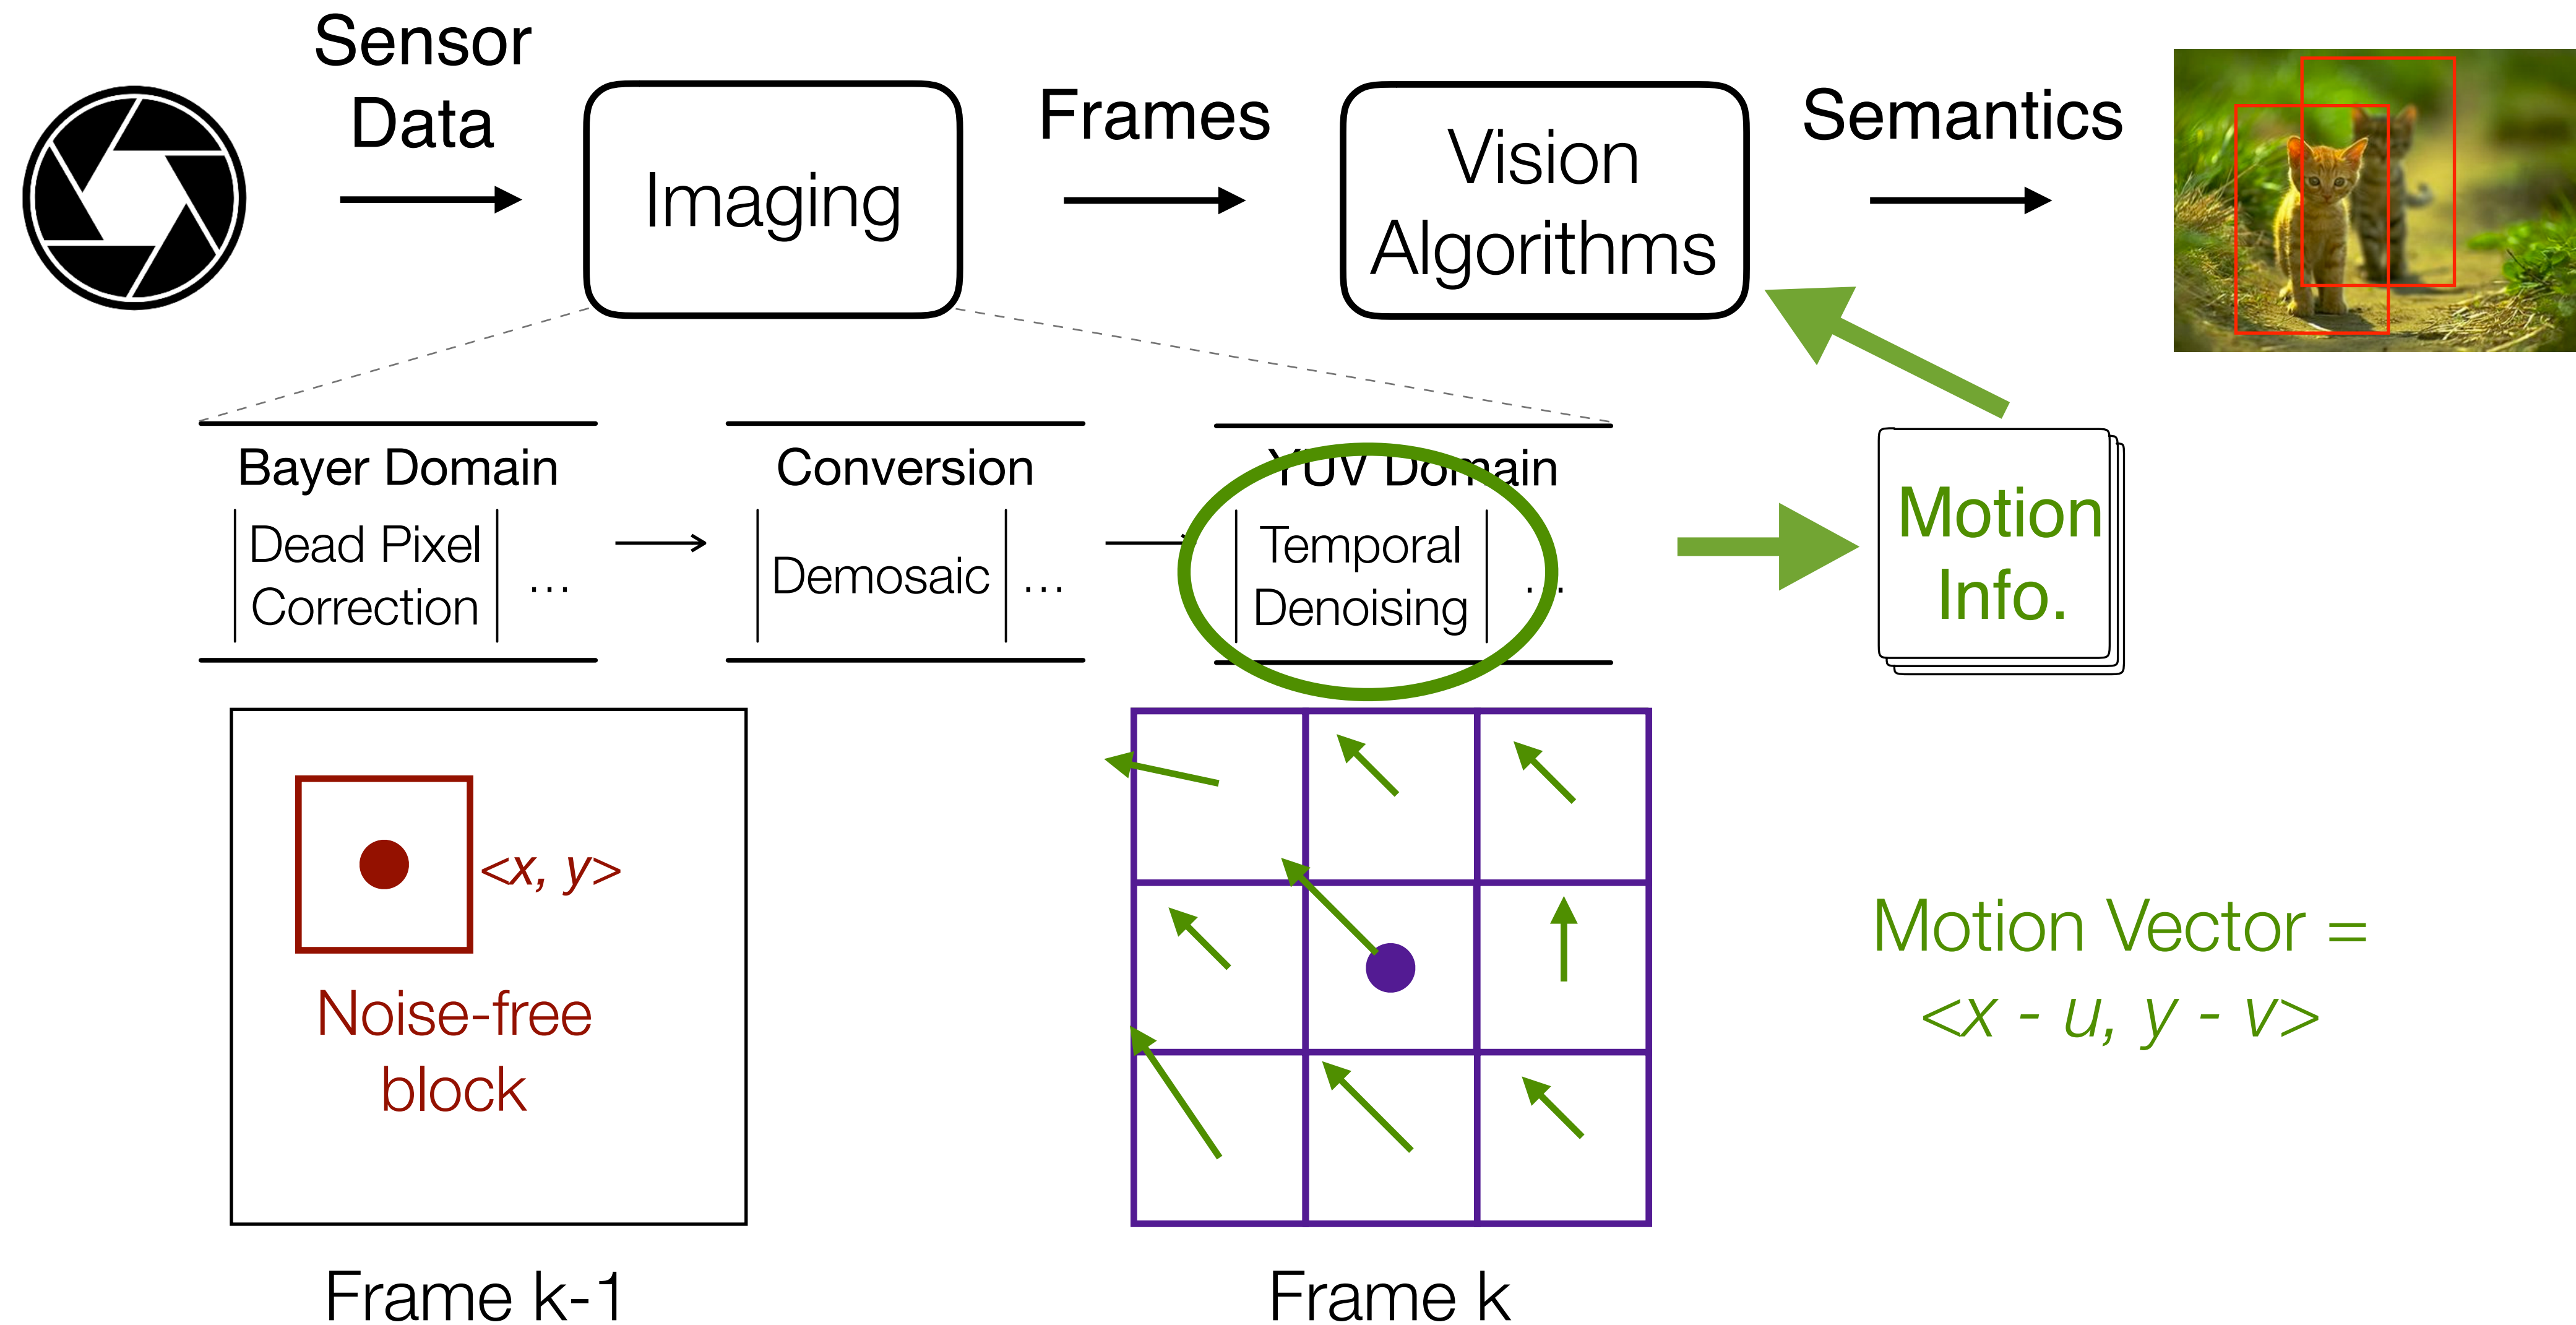 Sensor
Data
Imaging
Frames
Vision
Algorithms
Semantics
Bayer Domain
Dead Pixel
Correction
...
Conversion
Demosaic
...
YUV Domain
Temporal
Denoising
...
Motion
Info.
<x, y>
Noise-free
block
Frame k-1
Frame k
Motion Vector =
<x - u, y - v>